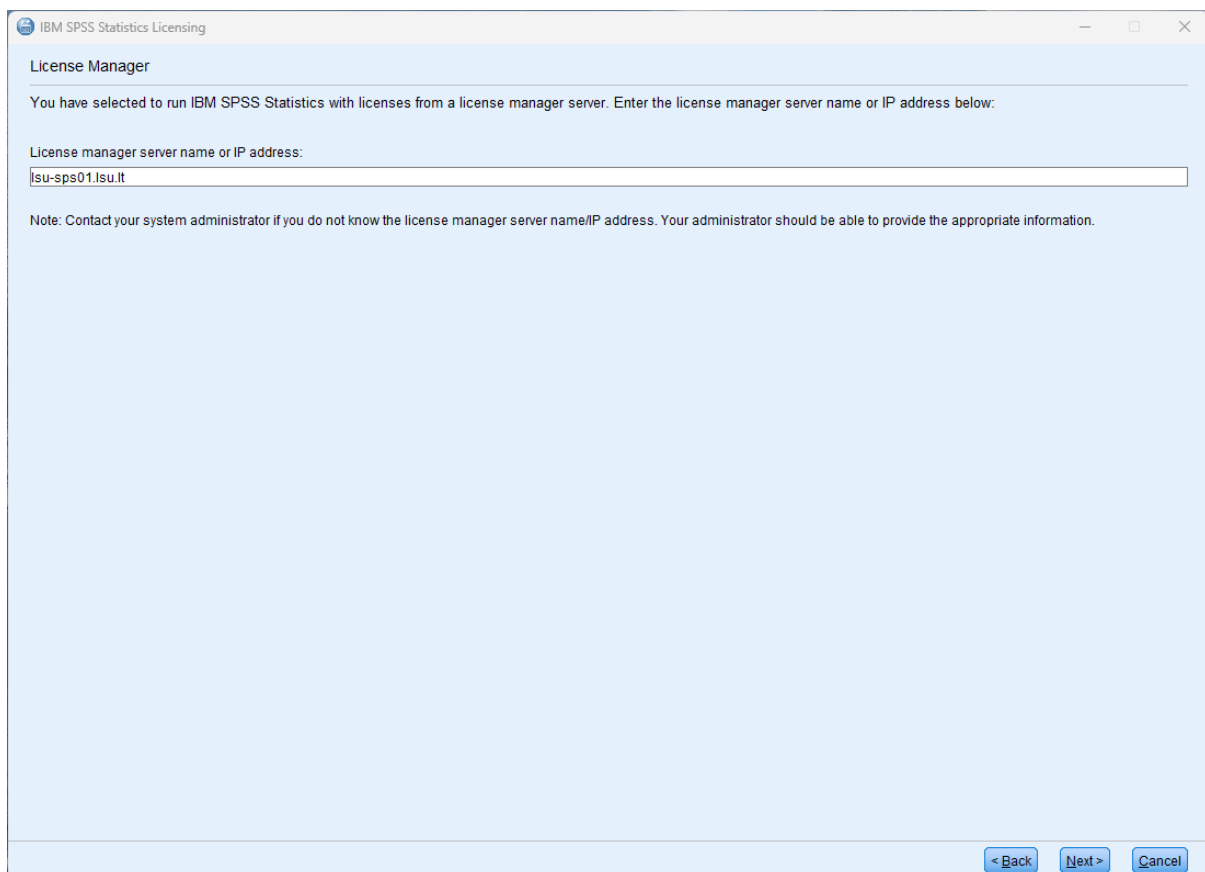 IBM SPSS Statistics Licensing
License Manager
You have selected to run IBM SPSS Statistics with licenses from a license manager server. Enter the license manager server name or IP address below:
License manager server name or IP address:
lsu-sps01.lsu.lt
Note: Contact your system administrator if you do not know the license manager server name/IP address. Your administrator should be able to provide the appropriate information.
< Back Next > Cancel